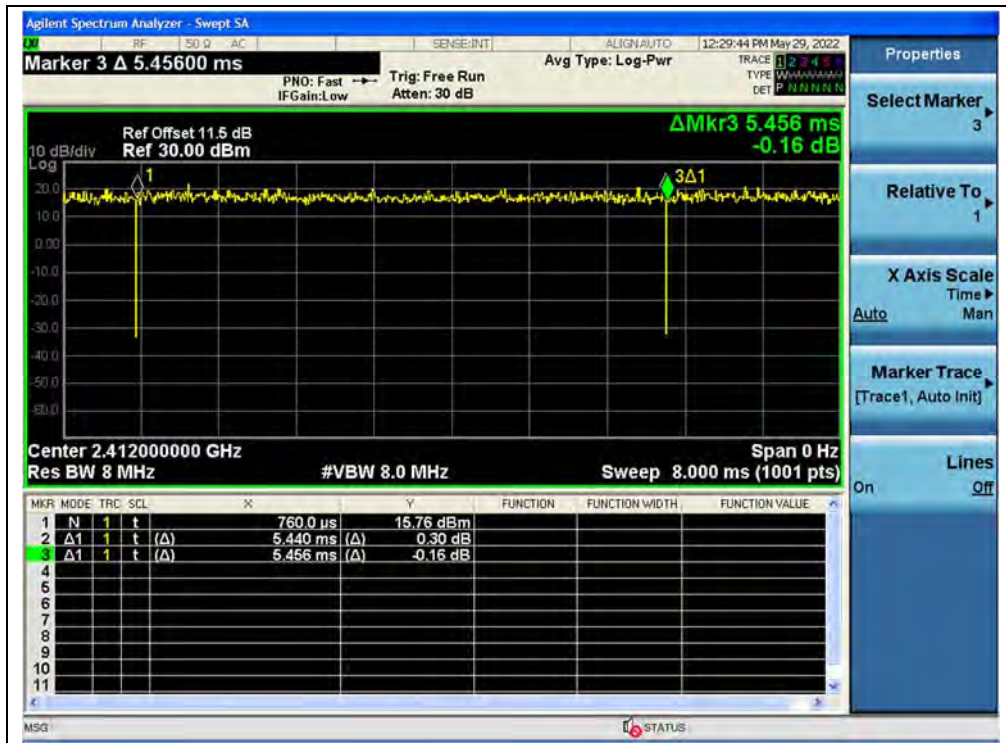 Agilent Spectrum Analyzer - Swept SA
LXI RF 50 Ω AC SENSE:INT ALIGNAUTO 12:29:44 PM May 29, 2022
Marker 3 Δ 5.45600 ms
PNO: Fast
IFGain:Low
Trig: Free Run
Atten: 30 dB
Avg Type: Log-Pwr
TRACE 1 2 3 4 5 6
TYPE
DET P N N N N N
Ref Offset 11.5 dB
10 dB/div Ref 30.00 dBm
Log
ΔMkr3 5.456 ms
-0.16 dB
1
3Δ1
20.0
10.0
0.00
-10.0
-20.0
-30.0
-40.0
-50.0
-60.0
Center 2.412000000 GHz Span 0 Hz
Res BW 8 MHz #VBW 8.0 MHz Sweep 8.000 ms (1001 pts)
MKR MODE TRC SCL X Y FUNCTION FUNCTION WIDTH FUNCTION VALUE
1 N 1 t 760.0 µs 15.76 dBm
2 Δ1 1 t (Δ) 5.440 ms (Δ) 0.30 dB
3 Δ1 1 t (Δ) 5.456 ms (Δ) -0.16 dB
4
5
6
7
8
9
10
11
MSG STATUS
Properties
Select Marker
3
Relative To
1
X Axis Scale
Time
Auto Man
Marker Trace
[Trace1, Auto Init]
Lines
On Off